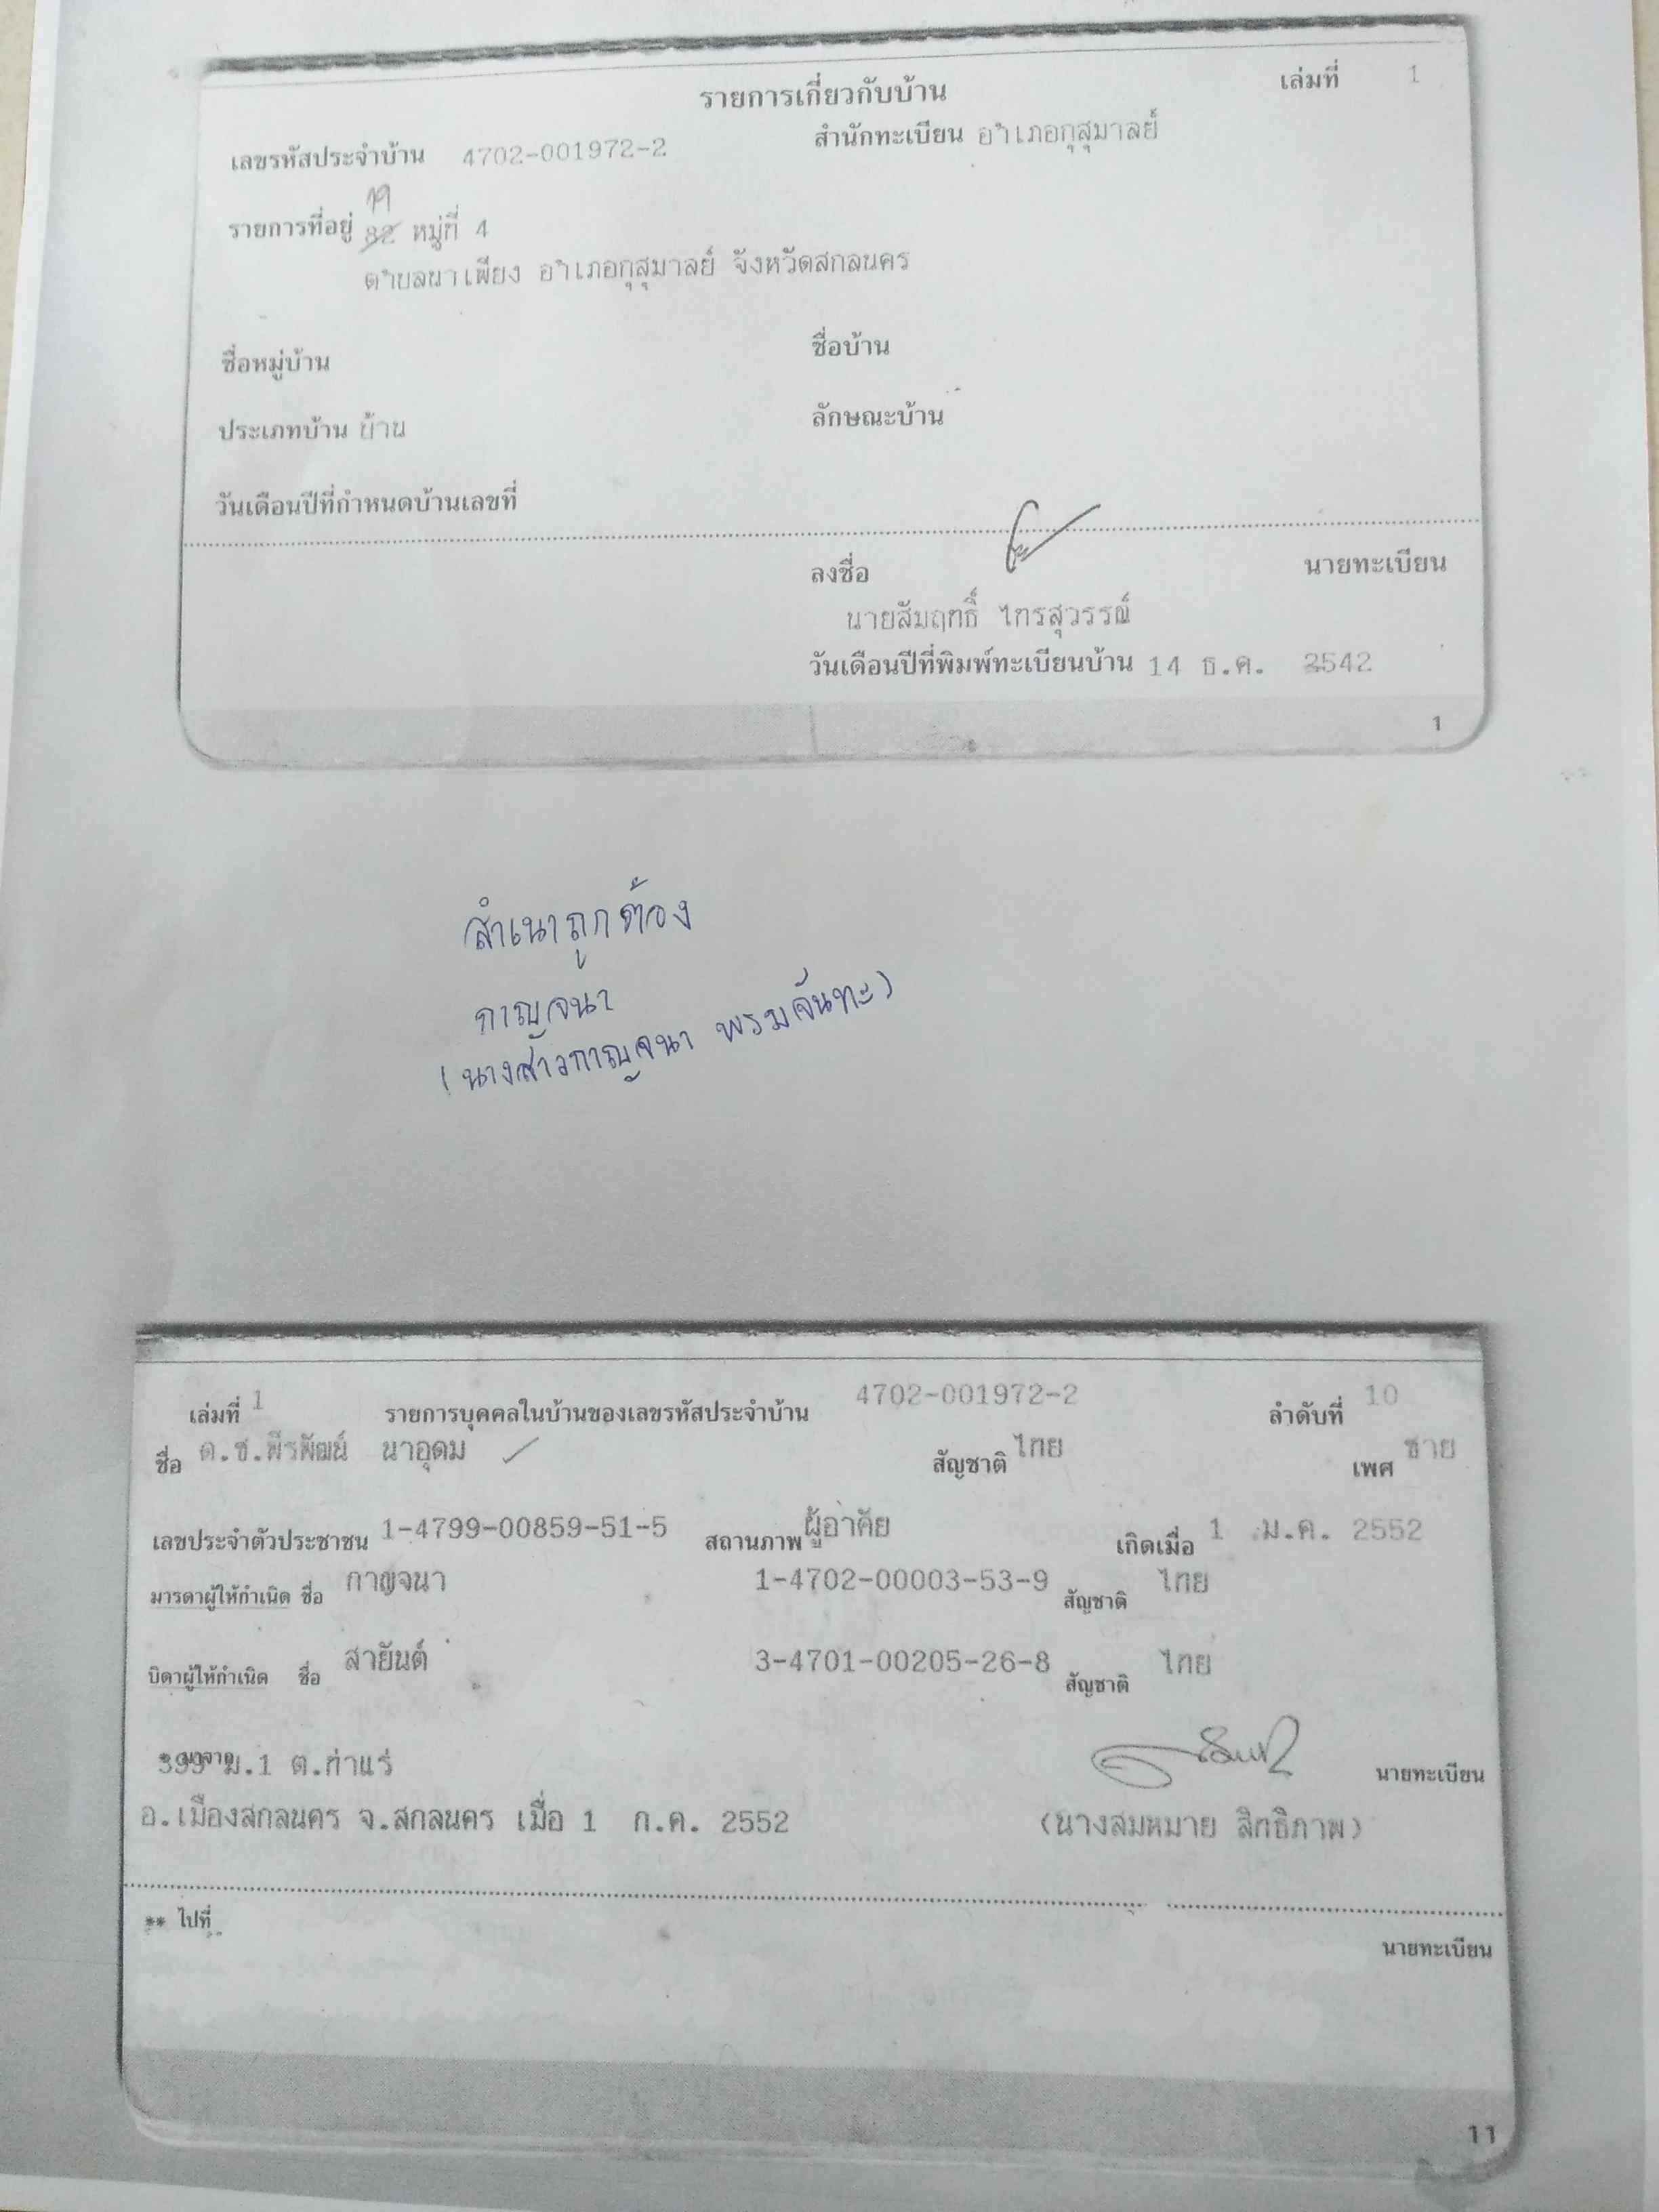 รายการเกี่ยวกับบ้าน เล่มที่ 1
เลขรหัสประจำบ้าน 4702-001972-2 สำนักทะเบียน อำเภอกุสุมาลย์
19
รายการที่อยู่ 82 หมู่ที่ 4
ตำบลนาเพียง อำเภอกุสุมาลย์ จังหวัดสกลนคร
ชื่อหมู่บ้าน ชื่อบ้าน
ประเภทบ้าน บ้าน ลักษณะบ้าน
วันเดือนปีที่กำหนดบ้านเลขที่
ลงชื่อ นายทะเบียน
นายสัมฤทธิ์ ไทรสุวรรณ์
วันเดือนปีที่พิมพ์ทะเบียนบ้าน 14 ธ.ค. 2542
1
สำเนาถูกต้อง
กาญจนา
(นางสาวกาญจนา พรมจันทะ)
เล่มที่ 1 รายการบุคคลในบ้านของเลขรหัสประจำบ้าน 4702-001972-2 ลำดับที่ 10
ชื่อ ด.ช.พีรพัฒน์ นาอุดม สัญชาติ ไทย เพศ ชาย
เลขประจำตัวประชาชน 1-4799-00859-51-5 สถานภาพ ผู้อาศัย เกิดเมื่อ 1 ม.ค. 2552
มารดาผู้ให้กำเนิด ชื่อ กาญจนา 1-4702-00003-53-9 สัญชาติ ไทย
บิดาผู้ให้กำเนิด ชื่อ สายันต์ 3-4701-00205-26-8 สัญชาติ ไทย
* มาจาก 399 ม.1 ต.ท่าแร่ นายทะเบียน
อ.เมืองสกลนคร จ.สกลนคร เมื่อ 1 ก.ค. 2552 (นางสมหมาย สิทธิภาพ)
** ไปที่
นายทะเบียน
11